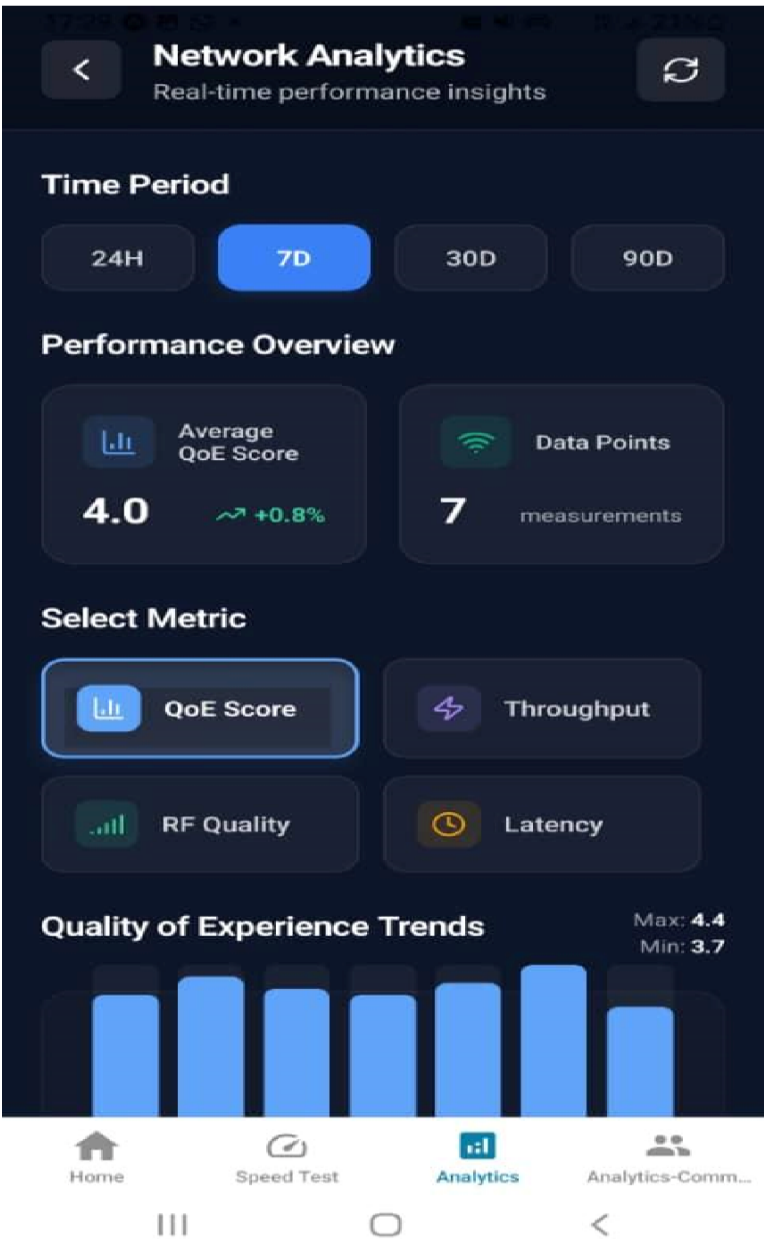 Network Analytics
Real-time performance insights
Time Period
24H
7D
30D
90D
Performance Overview
Average
QoE Score
4.0
+0.8%
Data Points
7
measurements
Select Metric
QoE Score
Throughput
RF Quality
Latency
Quality of Experience Trends
Max: 4.4
Min: 3.7
Home
Speed Test
Analytics
Analytics-Comm...